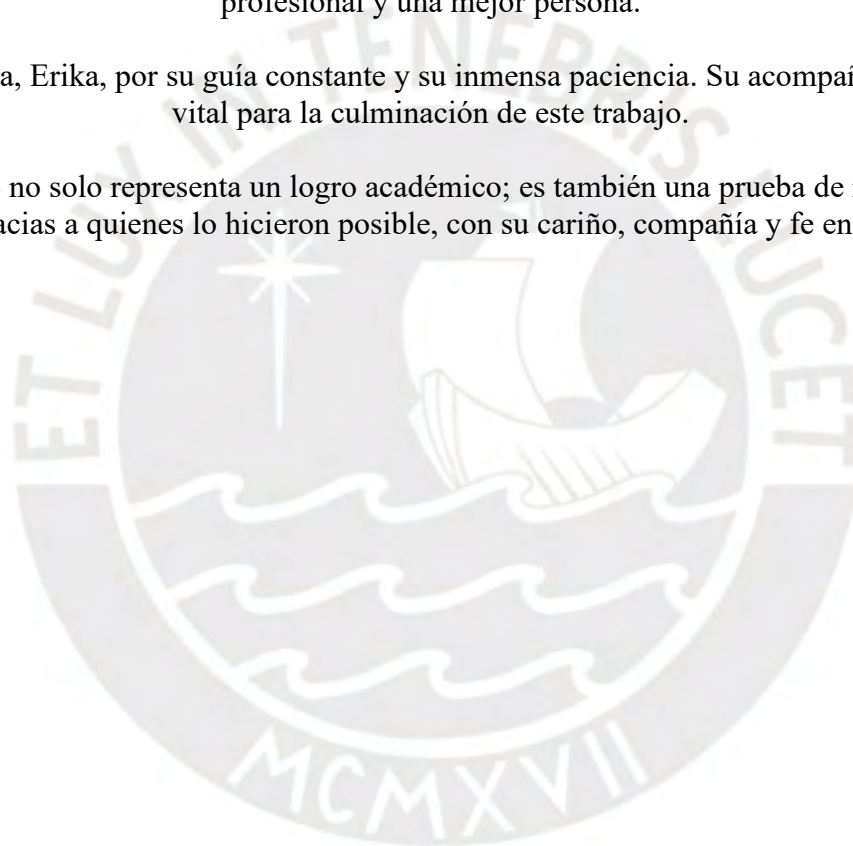 profesional y una mejor persona.
a, Erika, por su guía constante y su inmensa paciencia. Su acompañ
vital para la culminación de este trabajo.
no solo representa un logro académico; es también una prueba de
acias a quienes lo hicieron posible, con su cariño, compañía y fe en
ET LUX IN TENEBRIS LUCET
MCMXVII